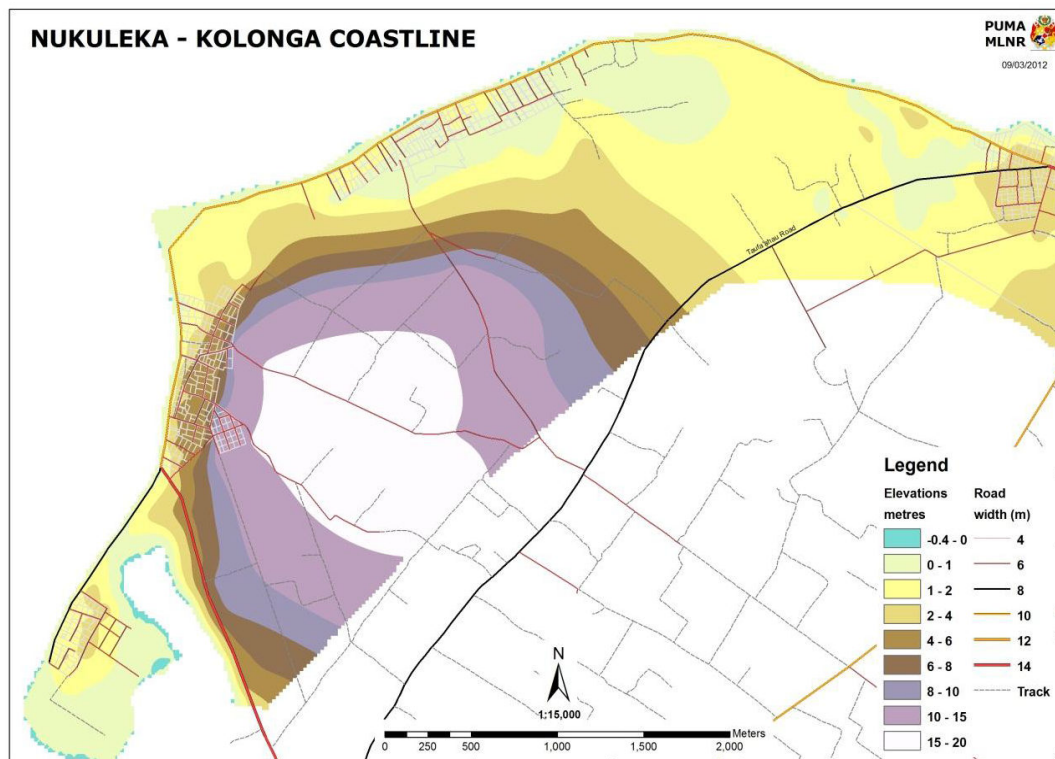 NUKULEKA - KOLONGA COASTLINE
PUMA
MLNR
09/03/2012
Taufa'ahau Road
Legend
Elevations
metres
Road
width (m)
-0.4 - 0
4
0 - 1
6
1 - 2
8
2 - 4
10
4 - 6
12
6 - 8
14
8 - 10
Track
10 - 15
15 - 20
N
1:15,000
Meters
0 250 500 1,000 1,500 2,000